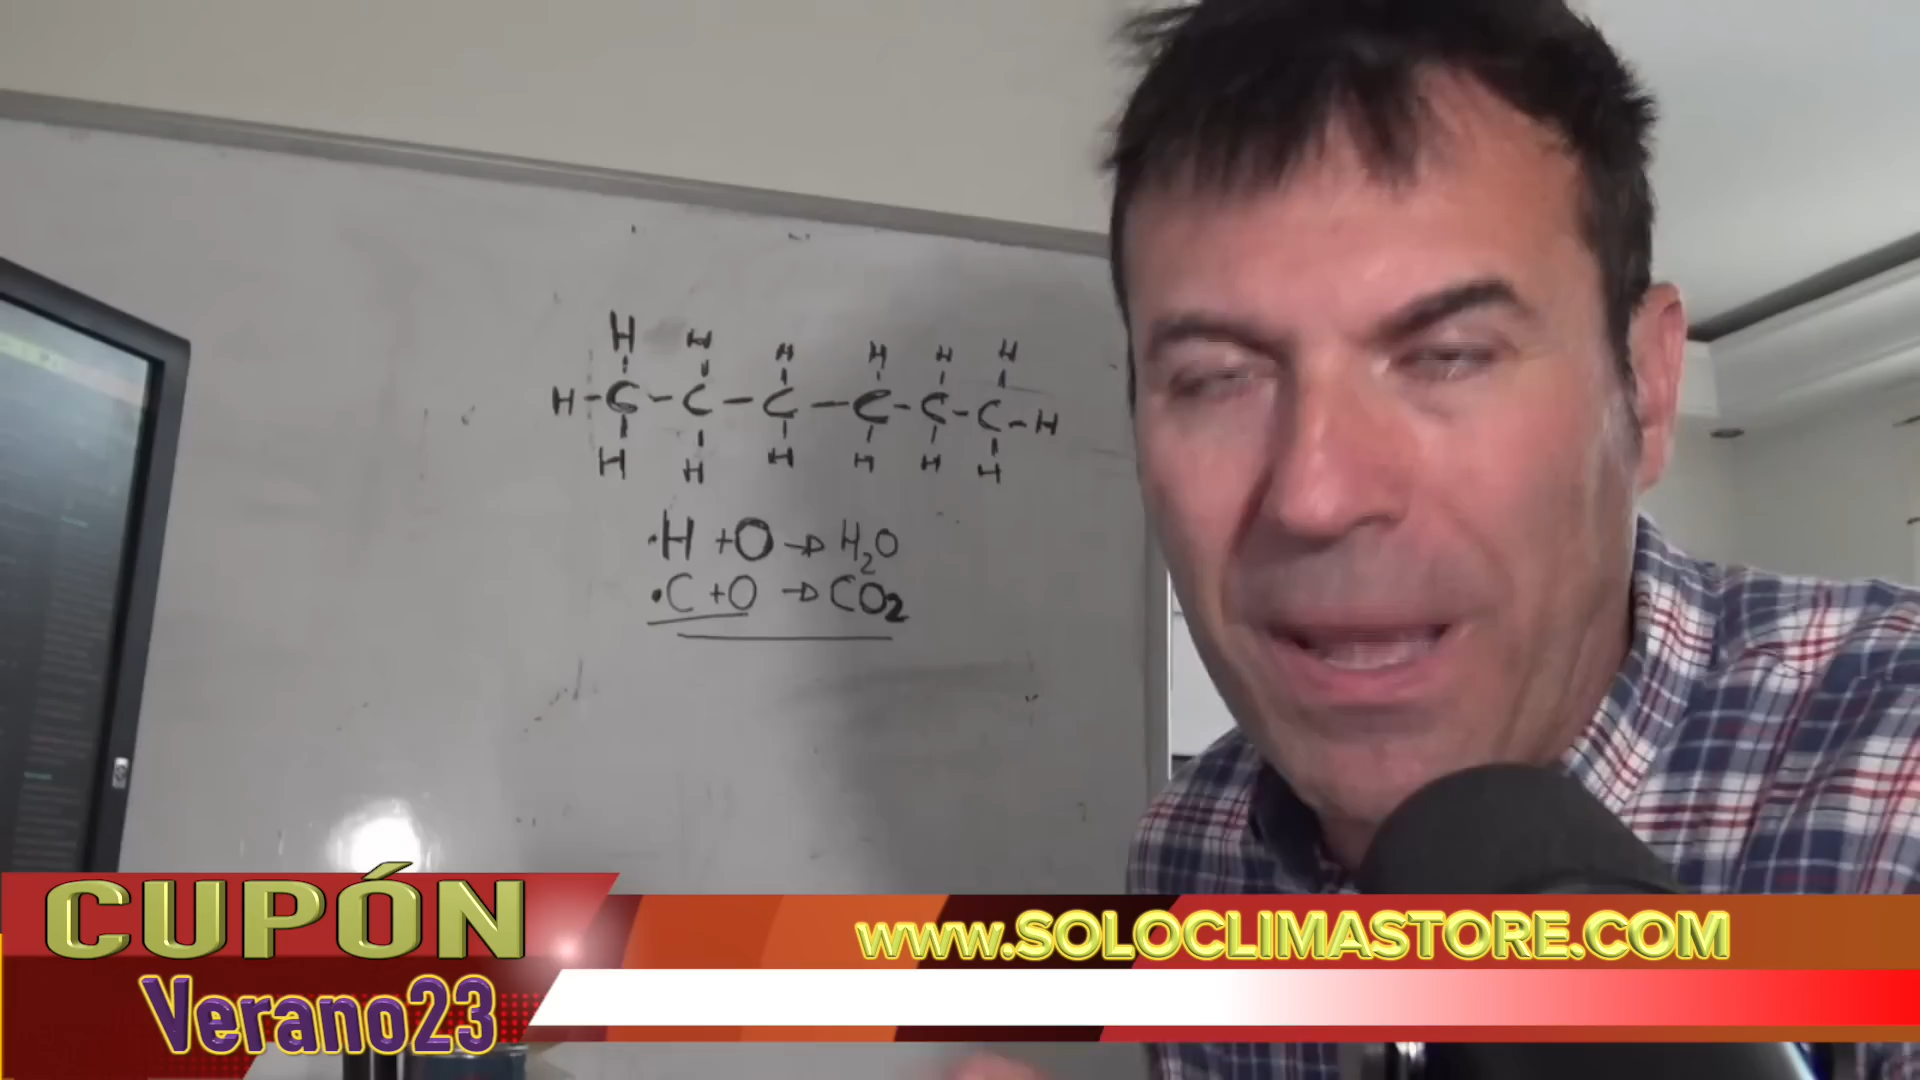 H H H H H H
H-C-C-C-C-C-C-H
H H H H H H
·H +O → H2O
·C +O → CO2
CUPÓN
www.SOLOCLIMASTORE.COM
Verano23